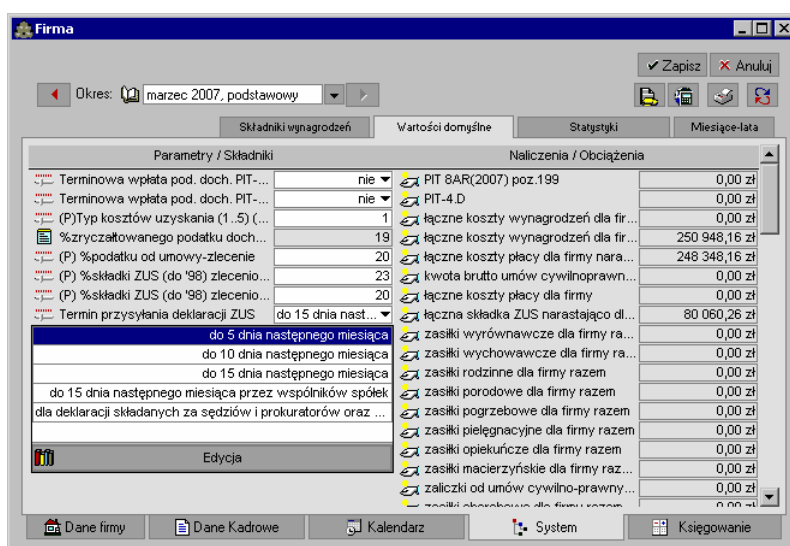 Firma
Zapisz Anuluj
Okres: marzec 2007, podstawowy
Składniki wynagrodzeń Wartości domyślne Statystyki Miesiące-lata
Parametry / Składniki Naliczenia / Obciążenia
Terminowa wpłata pod. doch. PIT-... nie PIT 8AR(2007) poz.199 0,00 zł
Terminowa wpłata pod. doch. PIT-... nie PIT-4.D 0,00 zł
(P)Typ kosztów uzyskania (1..5) (... 1 łączne koszty wynagrodzeń dla fir... 0,00 zł
%zryczałtowanego podatku doch... 19 łączne koszty wynagrodzeń dla fir... 250 948,16 zł
(P) %podatku od umowy-zlecenie 20 łączne koszty płacy dla firmy nara... 248 348,16 zł
(P) %składki ZUS (do '98) zlecenio... 23 kwota brutto umów cywilnoprawn... 0,00 zł
(P) %składki ZUS (do '98) zlecenio... 20 łączne koszty płacy dla firmy 0,00 zł
Termin przysyłania deklaracji ZUS do 15 dnia nast... łączna składka ZUS narastająco dl... 80 060,26 zł
do 5 dnia następnego miesiąca zasiłki wyrównawcze dla firmy ra... 0,00 zł
do 10 dnia następnego miesiąca zasiłki wychowawcze dla firmy ra... 0,00 zł
do 15 dnia następnego miesiąca zasiłki rodzinne dla firmy razem 0,00 zł
do 15 dnia następnego miesiąca przez wspólników spółek zasiłki porodowe dla firmy razem 0,00 zł
dla deklaracji składanych za sędziów i prokuratorów oraz ... zasiłki pogrzebowe dla firmy razem 0,00 zł
zasiłki pielęgnacyjne dla firmy razem 0,00 zł
Edycja zasiłki opiekuńcze dla firmy razem 0,00 zł
zasiłki macierzyńskie dla firmy raz... 0,00 zł
zaliczki od umów cywilno-prawny... 0,00 zł
zasiłki chorobowe dla firmy razem 0,00 zł
Dane firmy Dane Kadrowe Kalendarz System Księgowanie